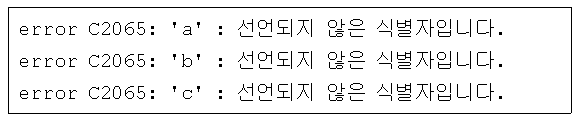 error C2065: 'a' : 선언되지 않은 식별자입니다.
error C2065: 'b' : 선언되지 않은 식별자입니다.
error C2065: 'c' : 선언되지 않은 식별자입니다.